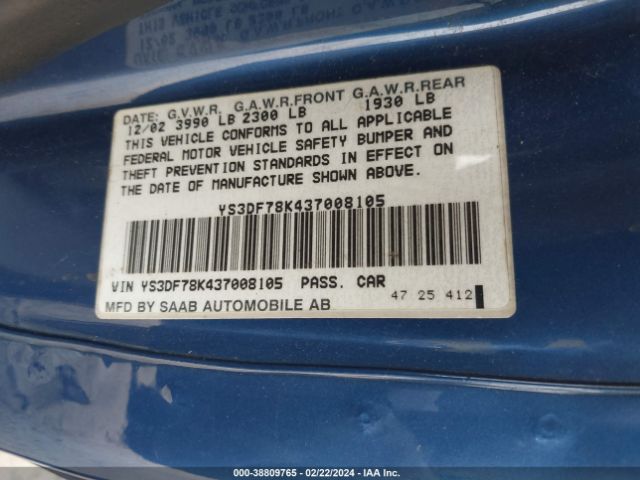 DATE: G.V.W.R. G.A.W.R.FRONT G.A.W.R.REAR
12/02 3990 LB 2300 LB 1930 LB
THIS VEHICLE CONFORMS TO ALL APPLICABLE
FEDERAL MOTOR VEHICLE SAFETY BUMPER AND
THEFT PREVENTION STANDARDS IN EFFECT ON
THE DATE OF MANUFACTURE SHOWN ABOVE.
YS3DF78K437008105
VIN YS3DF78K437008105 PASS. CAR
MFD BY SAAB AUTOMOBILE AB
47 25 412
000-38809765 - 02/22/2024 - IAA Inc.